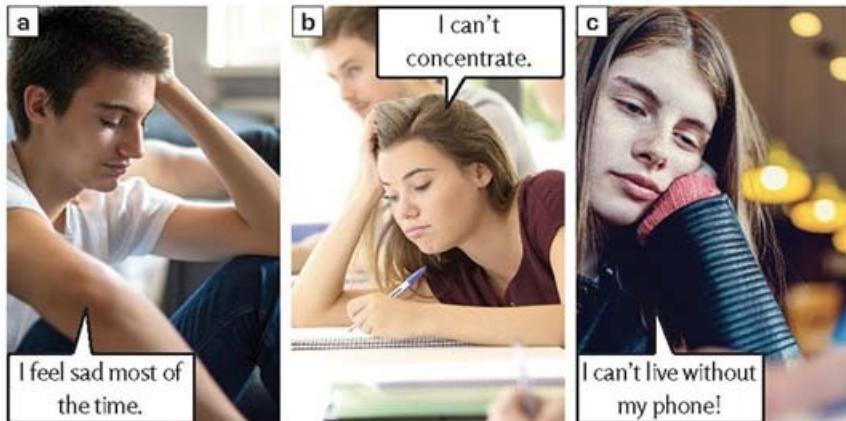 a
I feel sad most of
the time.
b
I can't
concentrate.
c
I can't live without
my phone!